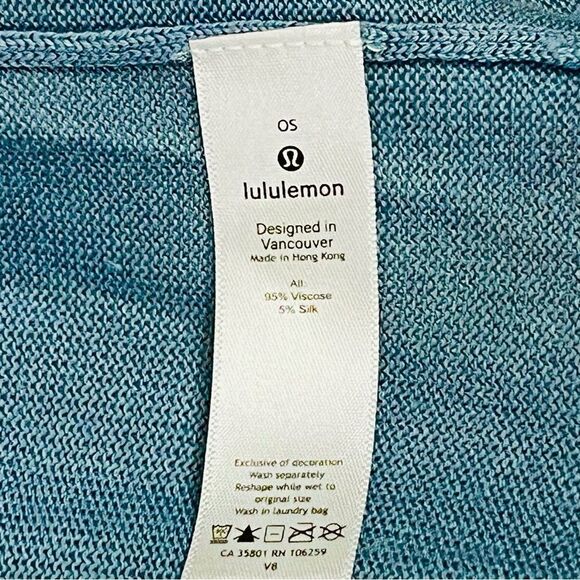 OS
lululemon
Designed in
Vancouver
Made in Hong Kong
All:
95% Viscose
5% Silk
Exclusive of decoration
Wash separately
Reshape while wet to
original size
Wash in laundry bag
CA 35801 RN 106259
V8